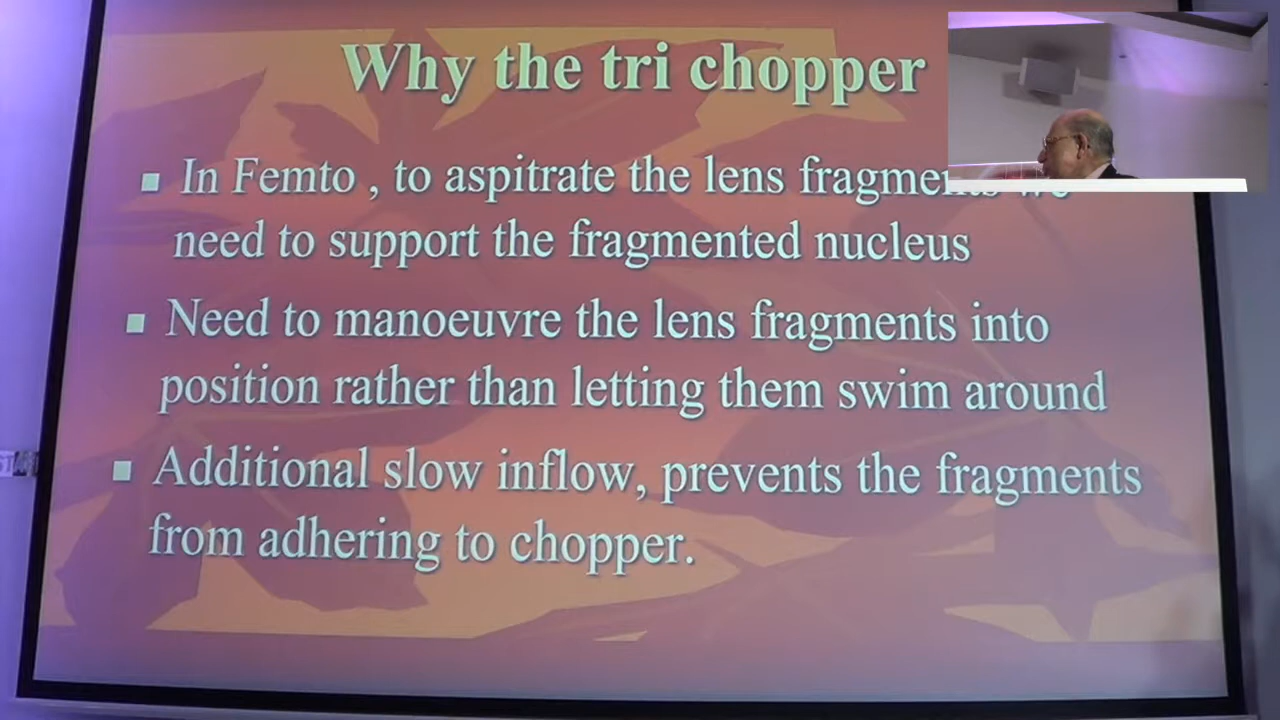 Why the tri chopper
▪ In Femto , to aspitrate the lens
need to support the fragmented nucleus
▪ Need to manoeuvre the lens fragments into
position rather than letting them swim around
▪ Additional slow inflow, prevents the fragments
from adhering to chopper.